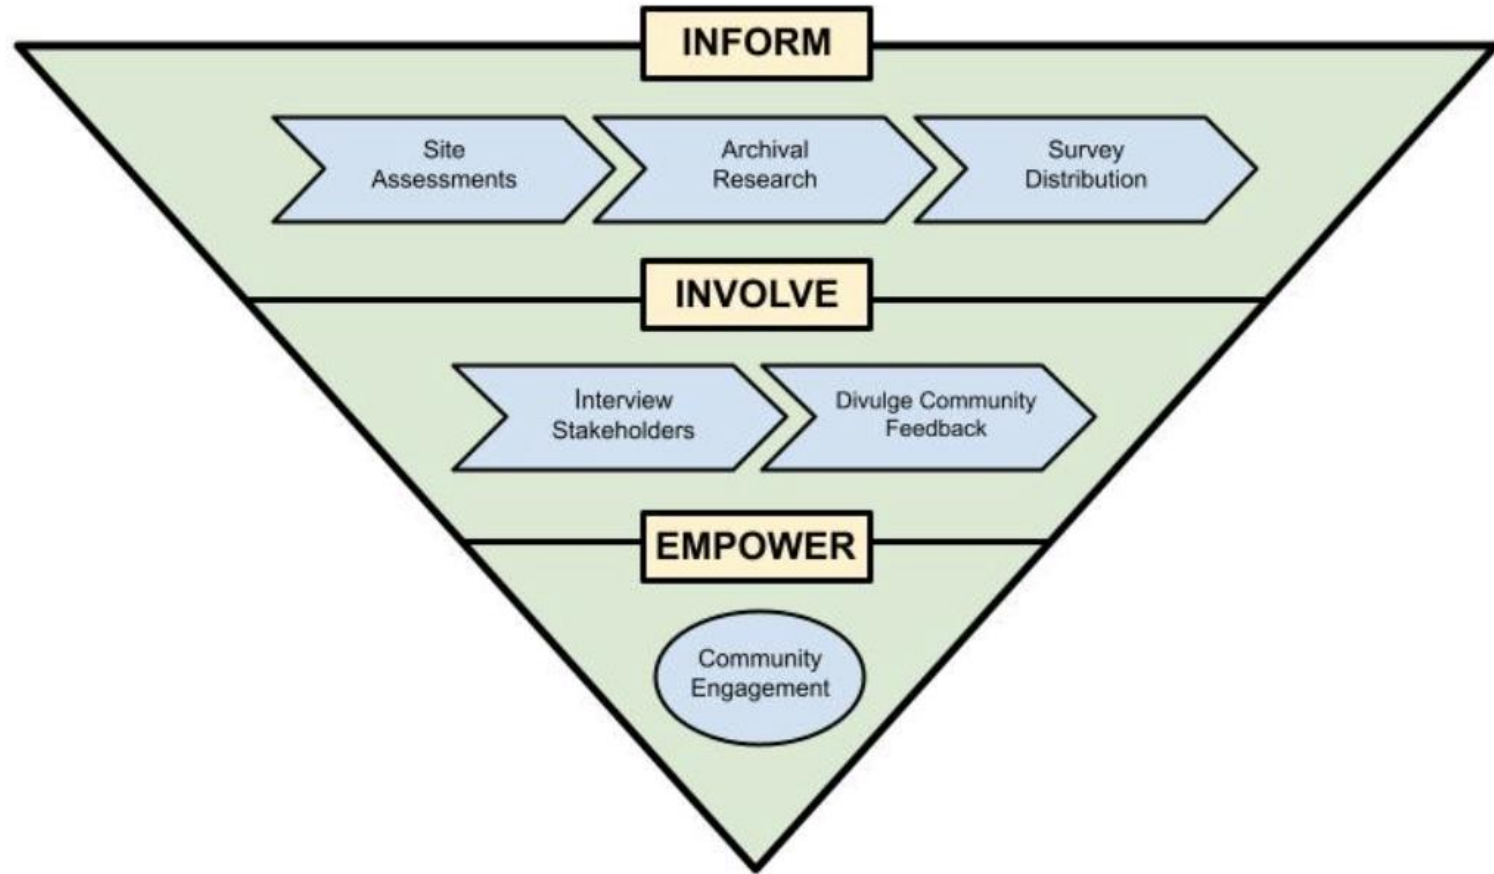 INFORM
Site
Assessments
Archival
Research
Survey
Distribution
INVOLVE
Interview
Stakeholders
Divulge Community
Feedback
EMPOWER
Community
Engagement